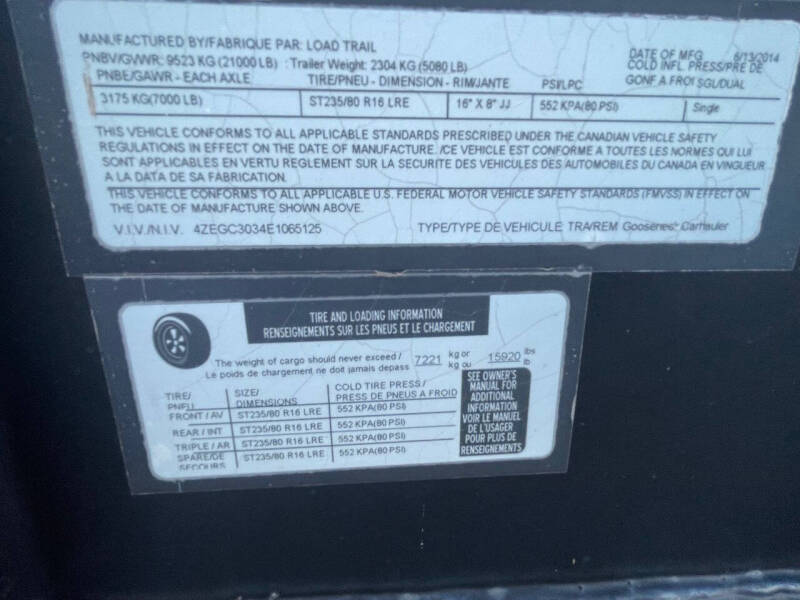 MANUFACTURED BY/FABRIQUE PAR: LOAD TRAIL DATE OF MFG 6/13/2014
PNBV/GVWR: 9523 KG (21000 LB) : Trailer Weight: 2304 KG (5080 LB) COLD INFL. PRESS/PRE DE
PNBE/GAWR - EACH AXLE TIRE/PNEU - DIMENSION - RIM/JANTE PSI/LPC GONF A FROI SGL/DUAL
3175 KG(7000 LB) ST235/80 R16 LRE 16" X 8" JJ 552 KPA(80 PSI) Single
THIS VEHICLE CONFORMS TO ALL APPLICABLE STANDARDS PRESCRIBED UNDER THE CANADIAN VEHICLE SAFETY
REGULATIONS IN EFFECT ON THE DATE OF MANUFACTURE. /CE VEHICULE EST CONFORME A TOUTES LES NORMES QUI LUI
SONT APPLICABLES EN VERTU REGLEMENT SUR LA SECURITE DES VEHICULES DES AUTOMOBILES DU CANADA EN VINGUEUR
A LA DATA DE SA FABRICATION.
THIS VEHICLE CONFORMS TO ALL APPLICABLE U.S. FEDERAL MOTOR VEHICLE SAFETY STANDARDS (FMVSS) IN EFFECT ON
THE DATE OF MANUFACTURE SHOWN ABOVE.
V.I.V./N.I.V. 4ZEGC3034E1065125 TYPE/TYPE DE VEHICULE: TRA/REM Gooseneck Carhauler
TIRE AND LOADING INFORMATION
RENSEIGNEMENTS SUR LES PNEUS ET LE CHARGEMENT
The weight of cargo should never exceed / 7221 kg or 15920 lbs
Le poids de chargement ne doit jamais depass kg ou lb
TIRE/ SIZE/ COLD TIRE PRESS/
PNEU DIMENSIONS PRESS DE PNEUS A FROID
FRONT / AV ST235/80 R16 LRE 552 KPA(80 PSI)
REAR / INT ST235/80 R16 LRE 552 KPA(80 PSI)
TRIPLE / AR ST235/80 R16 LRE 552 KPA(80 PSI)
SPARE/DE ST235/80 R16 LRE 552 KPA(80 PSI)
SECOURS
SEE OWNER'S
MANUAL FOR
ADDITIONAL
INFORMATION
VOIR LE MANUEL
DE L'USAGER
POUR PLUS DE
RENSEIGNEMENTS